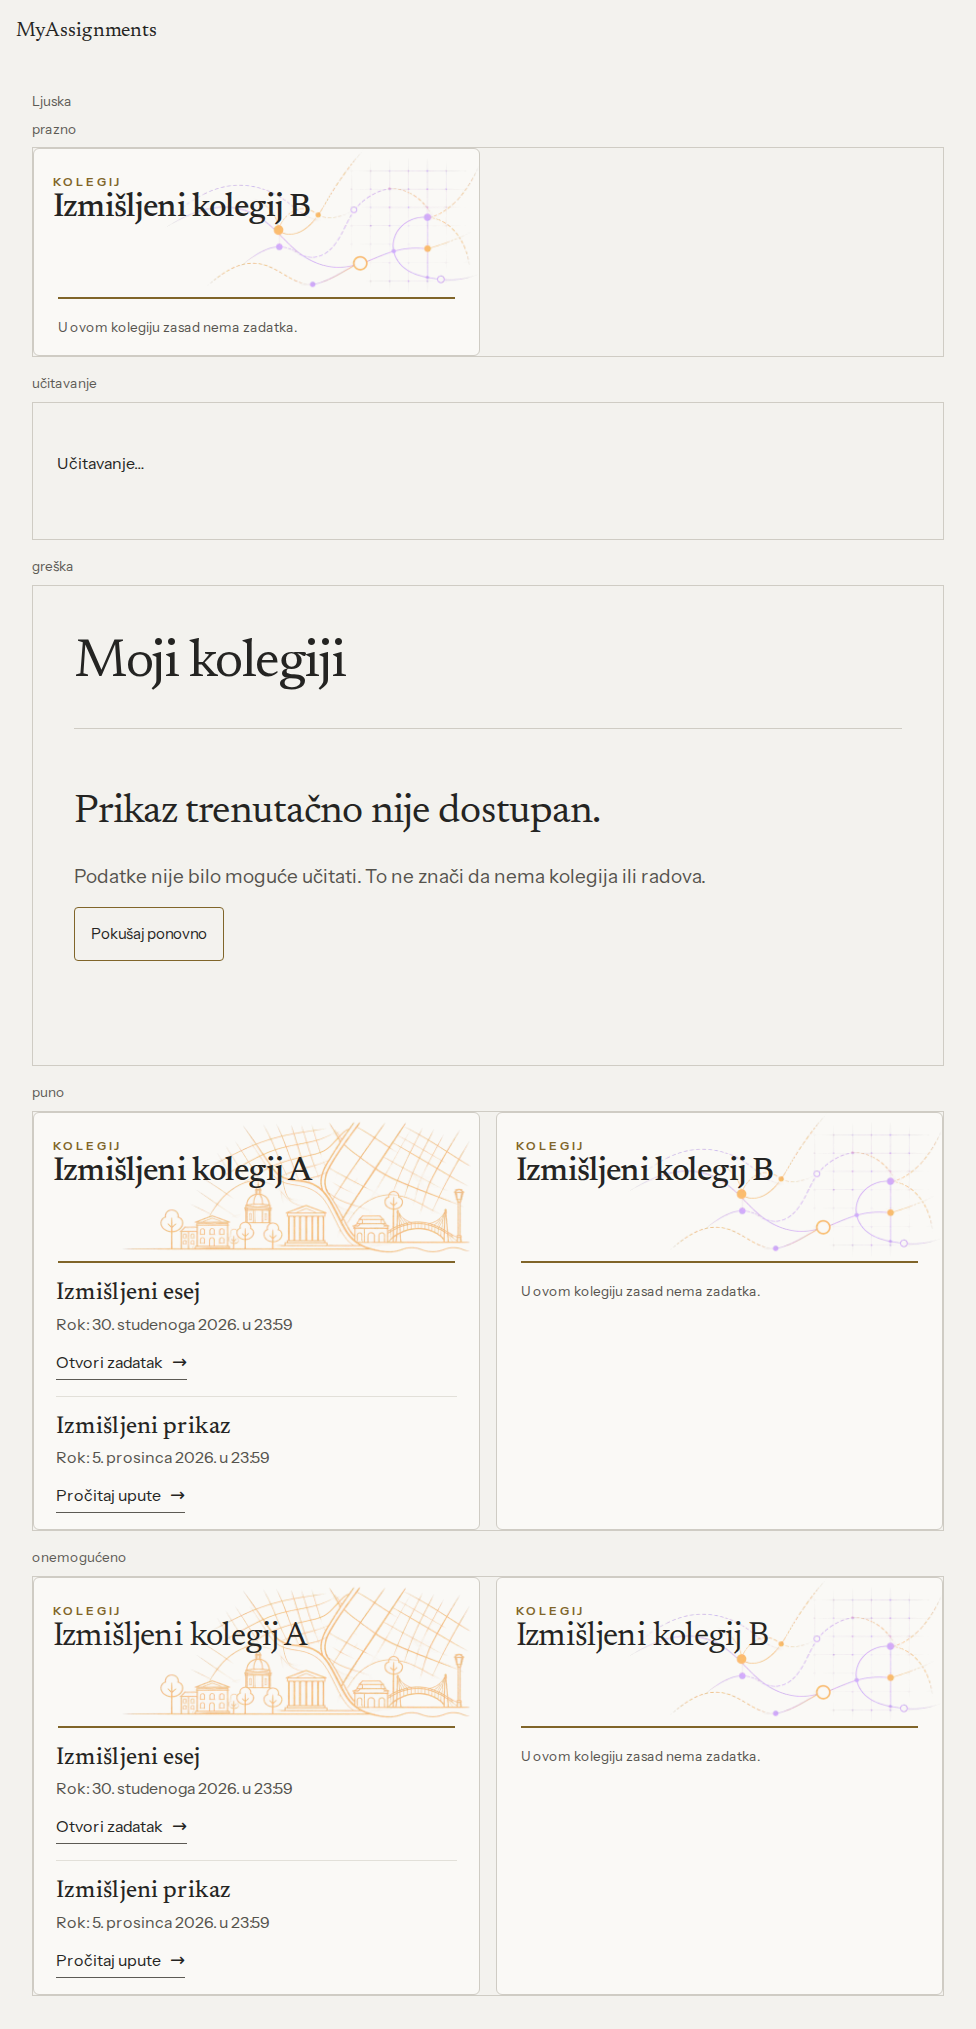 MyAssignments
Ljuska
prazno
KOLEGIJ
Izmišljeni kolegij B
U ovom kolegiju zasad nema zadatka.
učitavanje
Učitavanje...
greška
Moji kolegiji
Prikaz trenutačno nije dostupan.
Podatke nije bilo moguće učitati. To ne znači da nema kolegija ili radova.
Pokušaj ponovno
puno
KOLEGIJ
Izmišljeni kolegij A
Izmišljeni esej
Rok: 30. studenoga 2026. u 23:59
Otvori zadatak →
Izmišljeni prikaz
Rok: 5. prosinca 2026. u 23:59
Pročitaj upute →
KOLEGIJ
Izmišljeni kolegij B
U ovom kolegiju zasad nema zadatka.
onemogućeno
KOLEGIJ
Izmišljeni kolegij A
Izmišljeni esej
Rok: 30. studenoga 2026. u 23:59
Otvori zadatak →
Izmišljeni prikaz
Rok: 5. prosinca 2026. u 23:59
Pročitaj upute →
KOLEGIJ
Izmišljeni kolegij B
U ovom kolegiju zasad nema zadatka.